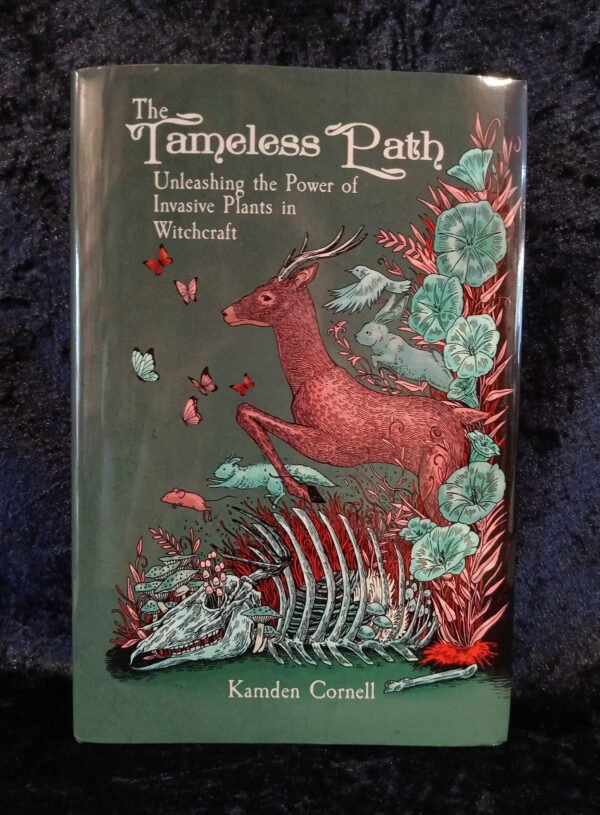 The
Tameless Path
Unleashing the Power of
Invasive Plants in
Witchcraft
Kamden Cornell